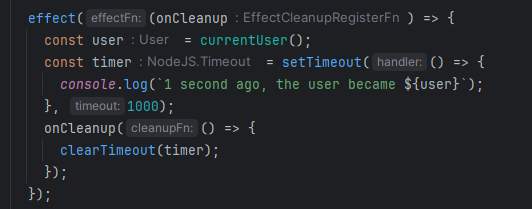 effect( effectFn: (onCleanup : EffectCleanupRegisterFn ) => {
const user : User = currentUser();
const timer : NodeJS.Timeout = setTimeout( handler: () => {
console.log(`1 second ago, the user became ${user}`);
}, timeout: 1000);
onCleanup( cleanupFn: () => {
clearTimeout(timer);
});
});